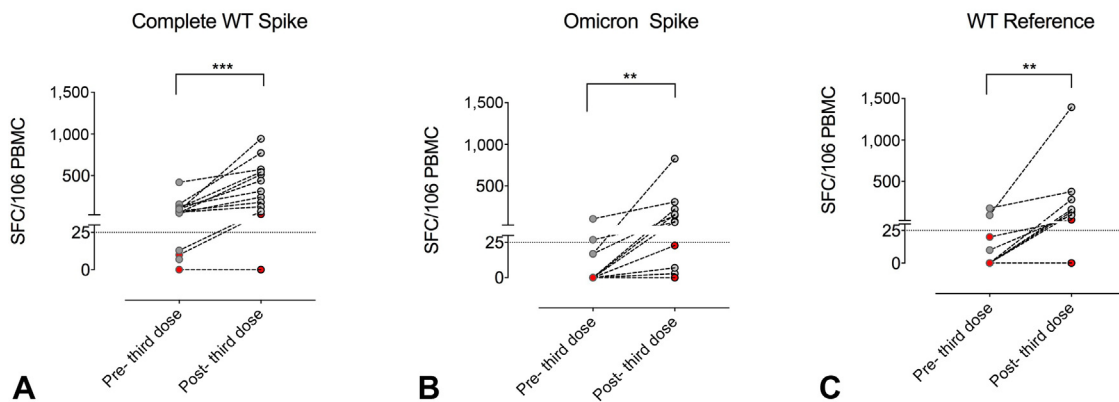 Complete WT Spike
***
SFC/106 PBMC
1,500
1,000
500
25
0
Pre- third dose
Post- third dose
A
Omicron Spike
**
SFC/106 PBMC
1,500
1,000
500
25
0
Pre- third dose
Post- third dose
B
WT Reference
**
SFC/106 PBMC
1,500
1,000
500
25
0
Pre- third dose
Post- third dose
C